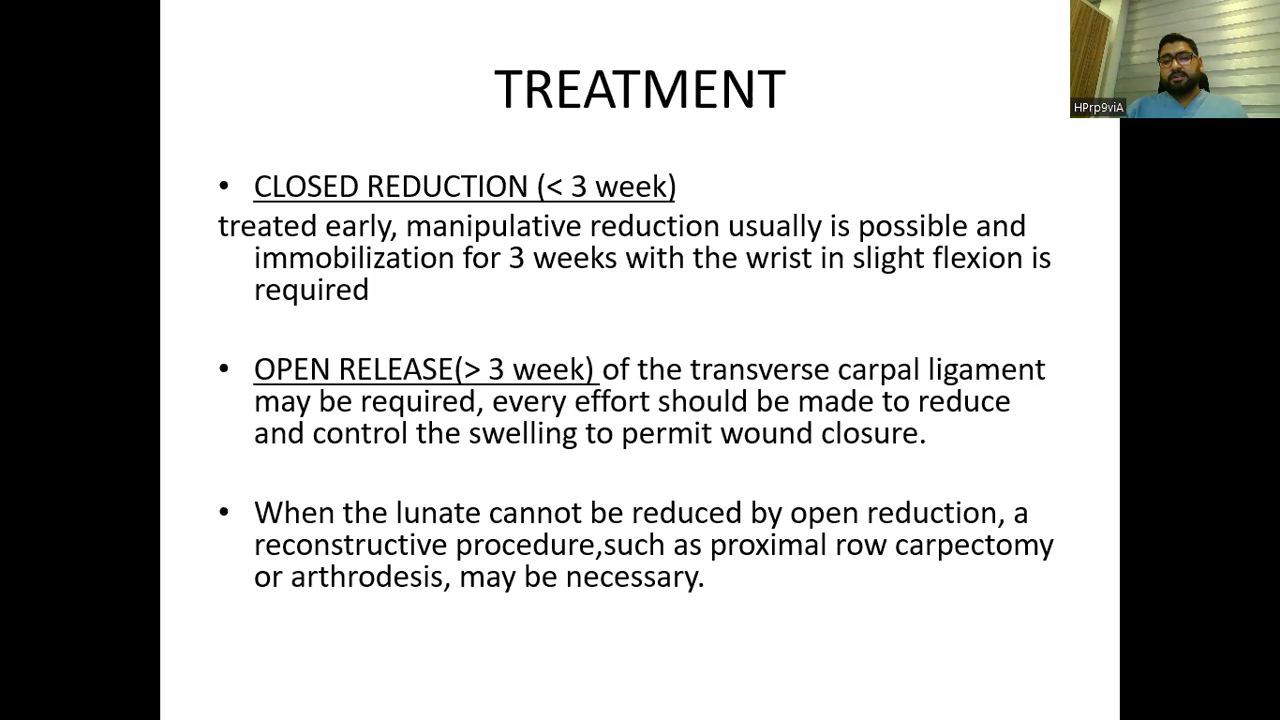 TREATMENT
HPrp9viA
• CLOSED REDUCTION (< 3 week)
treated early, manipulative reduction usually is possible and
immobilization for 3 weeks with the wrist in slight flexion is
required
• OPEN RELEASE(> 3 week) of the transverse carpal ligament
may be required, every effort should be made to reduce
and control the swelling to permit wound closure.
• When the lunate cannot be reduced by open reduction, a
reconstructive procedure,such as proximal row carpectomy
or arthrodesis, may be necessary.